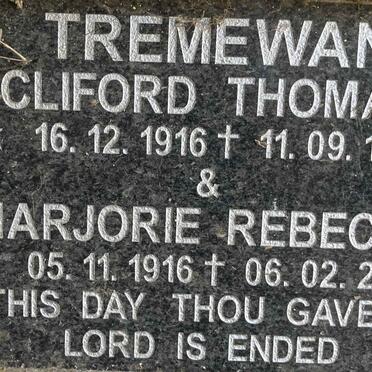 TREMEWAN
CLIFORD THOMA
16.12.1916 † 11.09.1
&
MARJORIE REBEC
05.11.1916 † 06.02.2
THIS DAY THOU GAVE
LORD IS ENDED